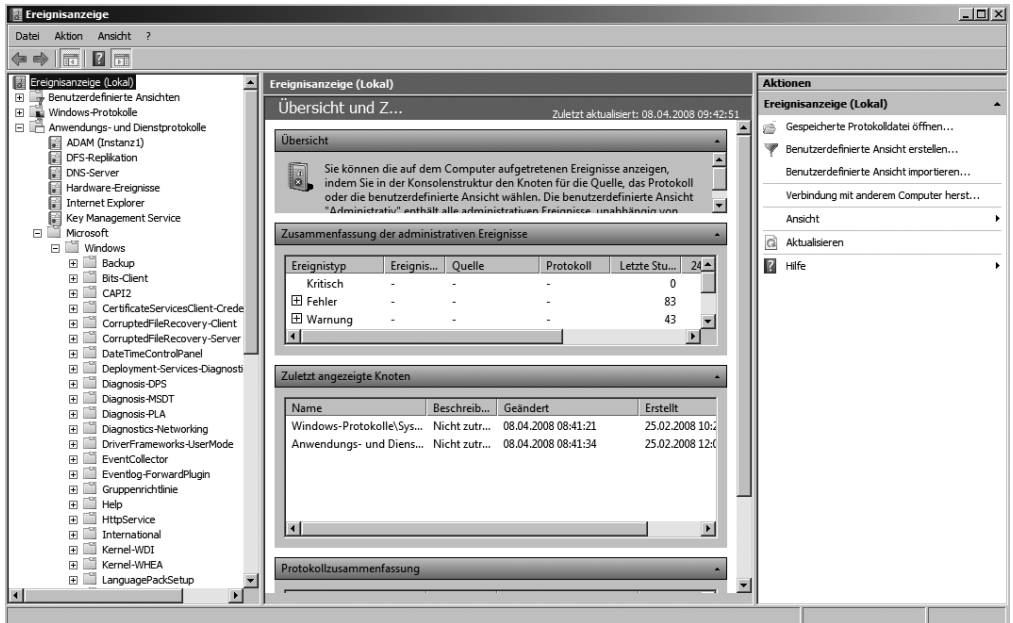 Ereignisanzeige
Datei Aktion Ansicht ?
Ereignisanzeige (Lokal)
Benutzerdefinierte Ansichten
Windows-Protokolle
Anwendungs- und Dienstprotokolle
ADAM (Instanz1)
DFS-Replikation
DNS-Server
Hardware-Ereignisse
Internet Explorer
Key Management Service
Microsoft
Windows
Backup
Bits-Client
CAPI2
CertificateServicesClient-Crede
CorruptedFileRecovery-Client
CorruptedFileRecovery-Server
DateTimeControlPanel
Deployment-Services-Diagnosti
Diagnosis-DPS
Diagnosis-MSDT
Diagnosis-PLA
Diagnostics-Networking
DriverFrameworks-UserMode
EventCollector
Eventlog-ForwardPlugin
Gruppenrichtlinie
Help
HttpService
International
Kernel-WDI
Kernel-WHEA
LanguagePackSetup
Ereignisanzeige (Lokal)
Übersicht und Z... Zuletzt aktualisiert: 08.04.2008 09:42:51
Übersicht
Sie können die auf dem Computer aufgetretenen Ereignisse anzeigen,
indem Sie in der Konsolenstruktur den Knoten für die Quelle, das Protokoll
oder die benutzerdefinierte Ansicht wählen. Die benutzerdefinierte Ansicht
"Administrativ" enthält alle administrativen Ereignisse, unabhängig von
Zusammenfassung der administrativen Ereignisse
Ereignistyp Ereignis... Quelle Protokoll Letzte Stu... 24
Kritisch - - - 0
Fehler - - - 83
Warnung - - - 43
Zuletzt angezeigte Knoten
Name Beschreib... Geändert Erstellt
Windows-Protokolle\Sys... Nicht zutr... 08.04.2008 08:41:21 25.02.2008 10:2
Anwendungs- und Diens... Nicht zutr... 08.04.2008 08:41:34 25.02.2008 12:0
Protokollzusammenfassung
Aktionen
Ereignisanzeige (Lokal)
Gespeicherte Protokolldatei öffnen...
Benutzerdefinierte Ansicht erstellen...
Benutzerdefinierte Ansicht importieren...
Verbindung mit anderem Computer herst...
Ansicht
Aktualisieren
Hilfe